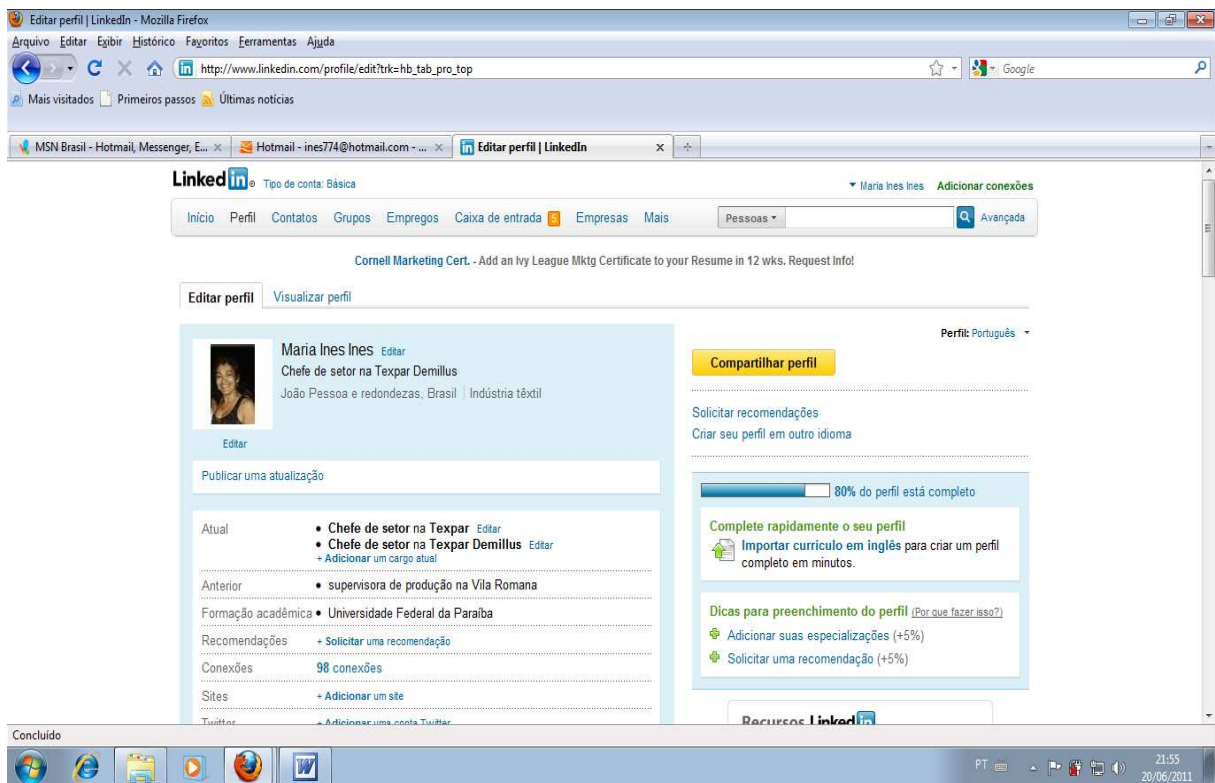 Editar perfil | LinkedIn - Mozilla Firefox
Arquivo Editar Exibir Histórico Favoritos Ferramentas Ajuda
http://www.linkedin.com/profile/edit?trk=hb_tab_pro_top
Google
Mais visitados Primeiros passos Últimas notícias
MSN Brasil - Hotmail, Messenger, E... Hotmail - ines774@hotmail.com - ... Editar perfil | LinkedIn
Linked in Tipo de conta: Básica Maria Ines Ines Adicionar conexões
Início Perfil Contatos Grupos Empregos Caixa de entrada 5 Empresas Mais Pessoas Avançada
Cornell Marketing Cert. - Add an Ivy League Mktg Certificate to your Resume in 12 wks. Request Info!
Editar perfil Visualizar perfil
Perfil: Português
Maria Ines Ines Editar
Chefe de setor na Texpar Demillus
João Pessoa e redondezas, Brasil | Indústria têxtil
Editar
Publicar uma atualização
Atual
• Chefe de setor na Texpar Editar
• Chefe de setor na Texpar Demillus Editar
+ Adicionar um cargo atual
Anterior • supervisora de produção na Vila Romana
Formação acadêmica • Universidade Federal da Paraíba
Recomendações + Solicitar uma recomendação
Conexões 98 conexões
Sites + Adicionar um site
Twitter + Adicionar uma conta Twitter
Compartilhar perfil
Solicitar recomendações
Criar seu perfil em outro idioma
80% do perfil está completo
Complete rapidamente o seu perfil
Importar currículo em inglês para criar um perfil
completo em minutos.
Dicas para preenchimento do perfil (Por que fazer isso?)
Adicionar suas especializações (+5%)
Solicitar uma recomendação (+5%)
Recursos Linked in
Concluído
PT 21:55
20/06/2011